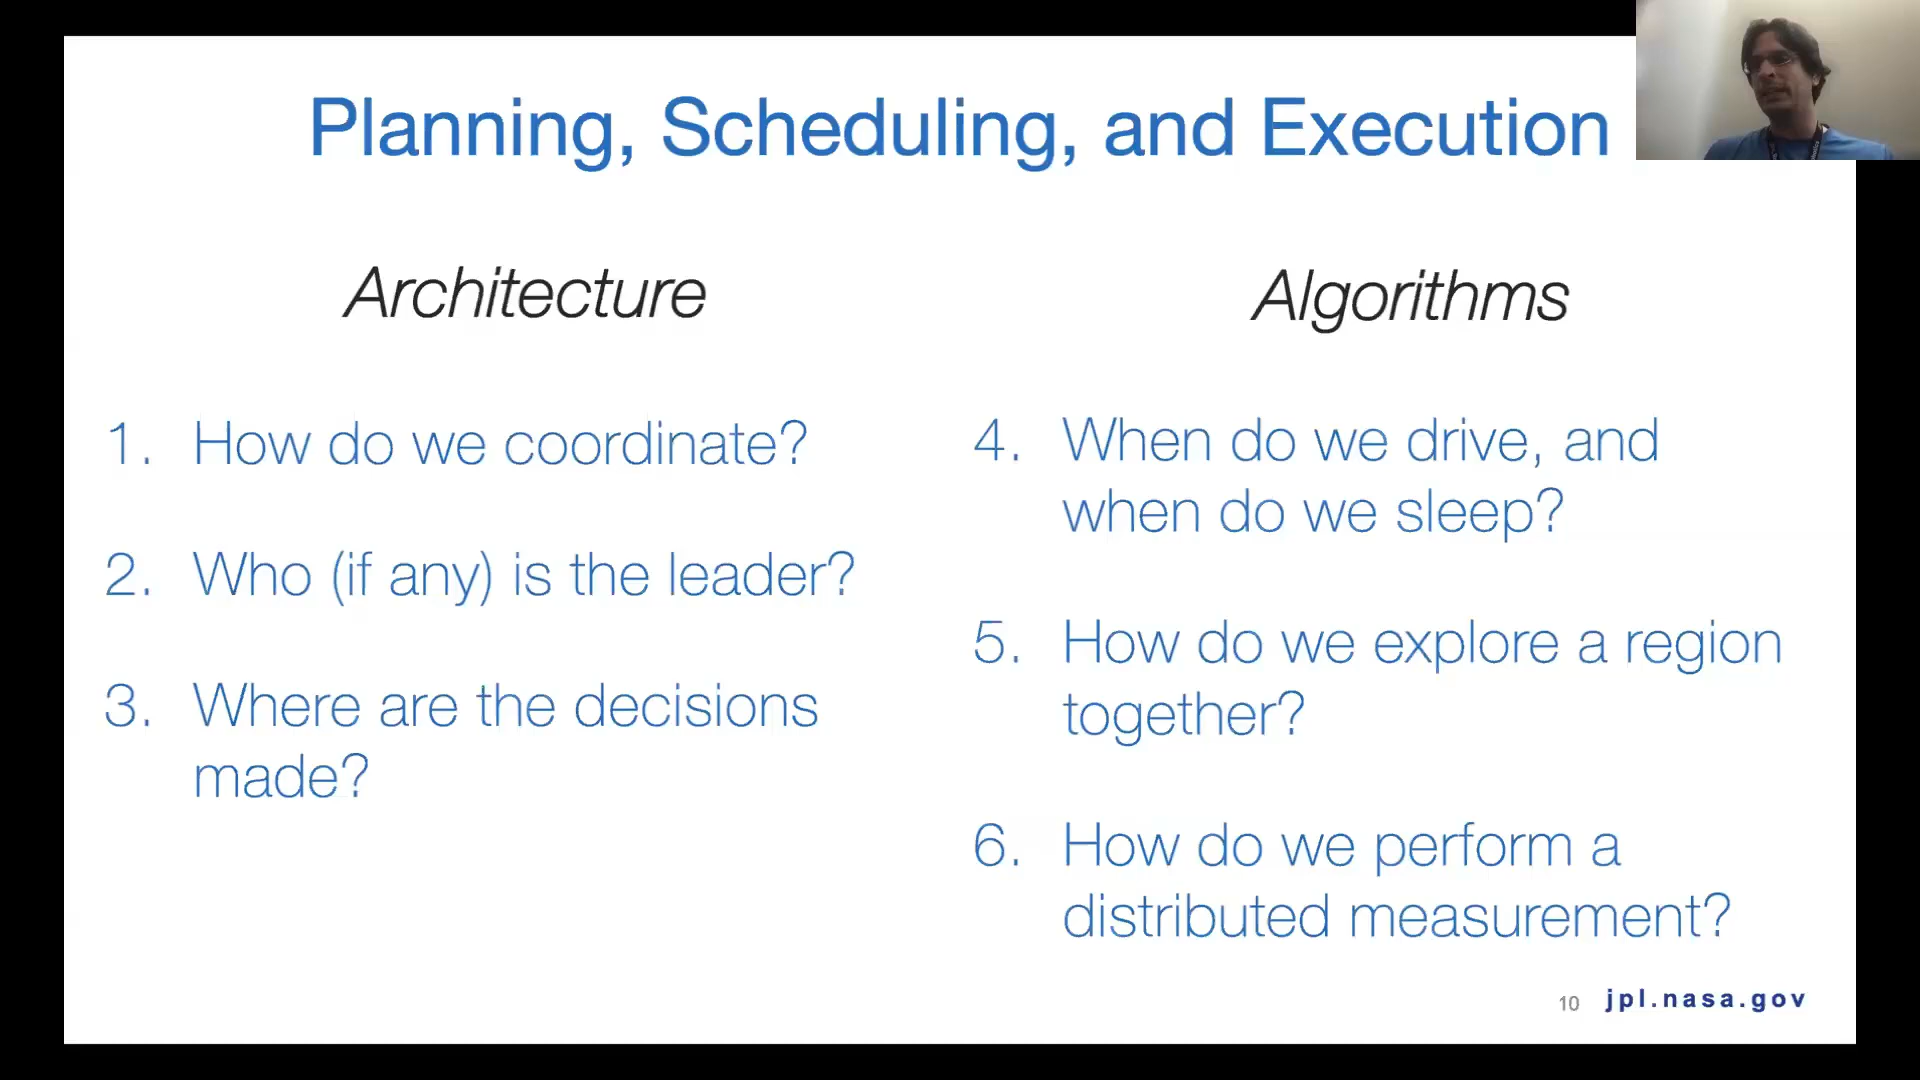 Planning, Scheduling, and Execution
Architecture
1. How do we coordinate?
2. Who (if any) is the leader?
3. Where are the decisions
made?
Algorithms
4. When do we drive, and
when do we sleep?
5. How do we explore a region
together?
6. How do we perform a
distributed measurement?
10 jpl.nasa.gov